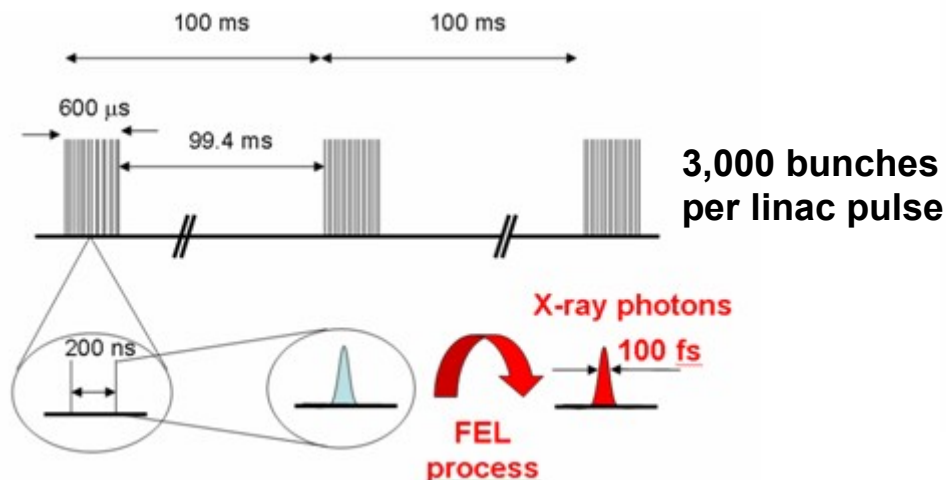 100 ms
100 ms
600 μs
99.4 ms
3,000 bunches
per linac pulse
X-ray photons
200 ns
100 fs
FEL
process